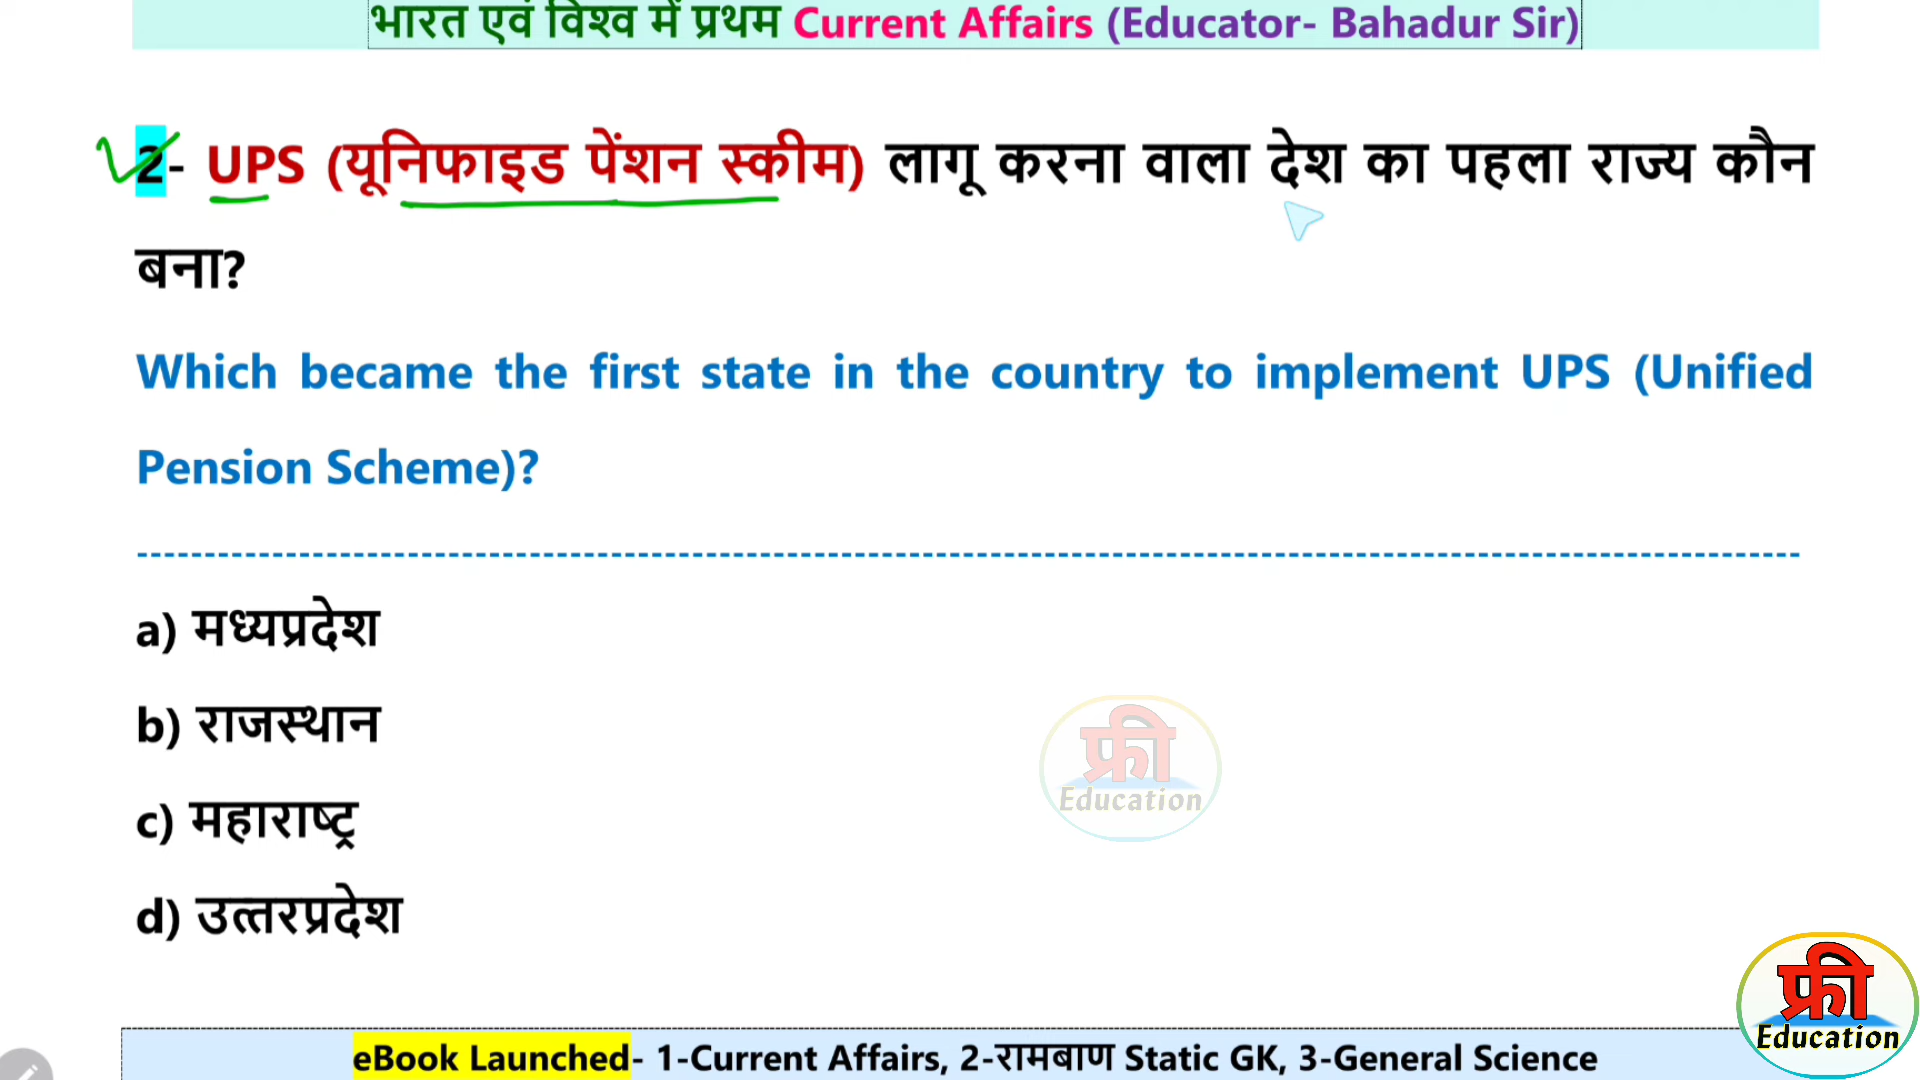 भारत एवं विश्व में प्रथम Current Affairs (Educator- Bahadur Sir)
2- UPS (यूनिफाइड पेंशन स्कीम) लागू करना वाला देश का पहला राज्य कौन
बना?
Which became the first state in the country to implement UPS (Unified
Pension Scheme)?
a) मध्यप्रदेश
b) राजस्थान
c) महाराष्ट्र
d) उत्तरप्रदेश
फ्री
Education
फ्री
Education
eBook Launched- 1-Current Affairs, 2-रामबाण Static GK, 3-General Science